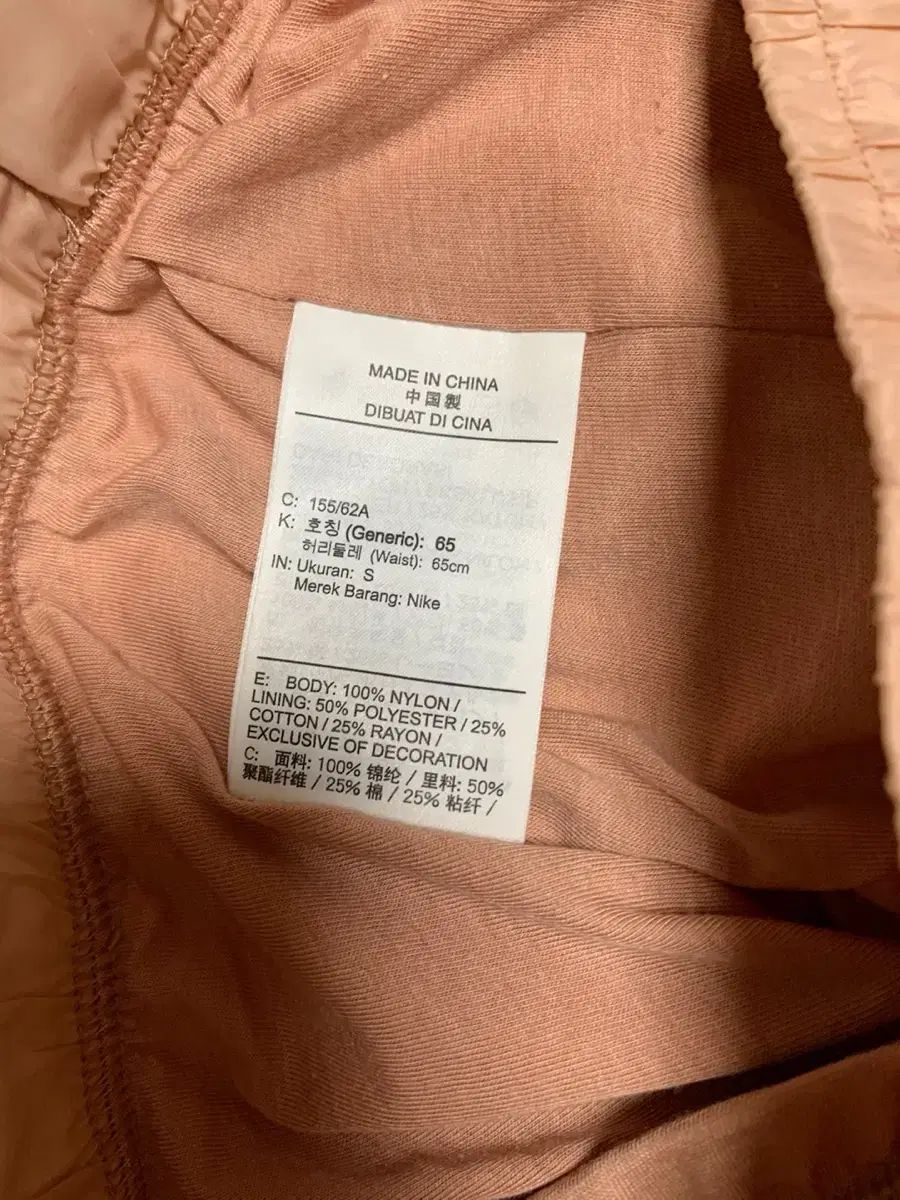 MADE IN CHINA
中国製
DIBUAT DI CINA
C: 155/62A
K: 호칭 (Generic): 65
허리둘레 (Waist): 65cm
IN: Ukuran: S
Merek Barang: Nike
E: BODY: 100% NYLON /
LINING: 50% POLYESTER / 25%
COTTON / 25% RAYON /
EXCLUSIVE OF DECORATION
C: 面料: 100% 锦纶 / 里料: 50%
聚酯纤维 / 25% 棉 / 25% 粘纤 /